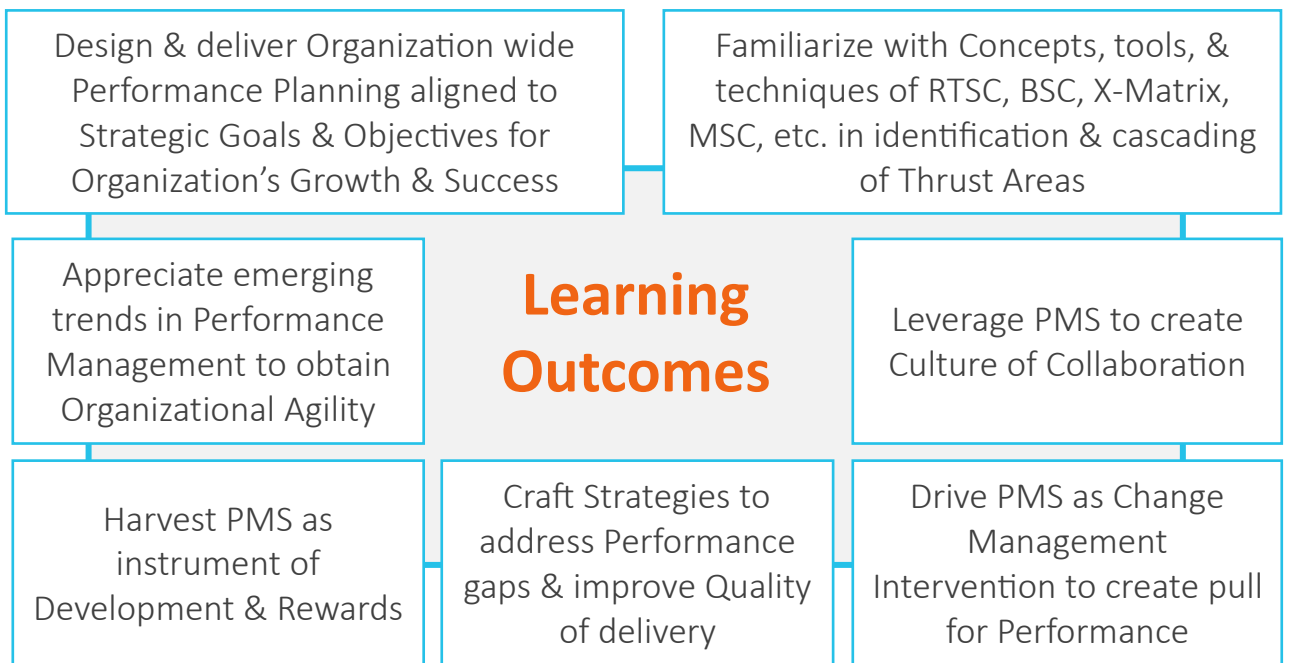 Design & deliver Organization wide
Performance Planning aligned to
Strategic Goals & Objectives for
Organization’s Growth & Success
Familiarize with Concepts, tools, &
techniques of RTSC, BSC, X-Matrix,
MSC, etc. in identification & cascading
of Thrust Areas
Appreciate emerging
trends in Performance
Management to obtain
Organizational Agility
Learning
Outcomes
Leverage PMS to create
Culture of Collaboration
Harvest PMS as
instrument of
Development & Rewards
Craft Strategies to
address Performance
gaps & improve Quality
of delivery
Drive PMS as Change
Management
Intervention to create pull
for Performance